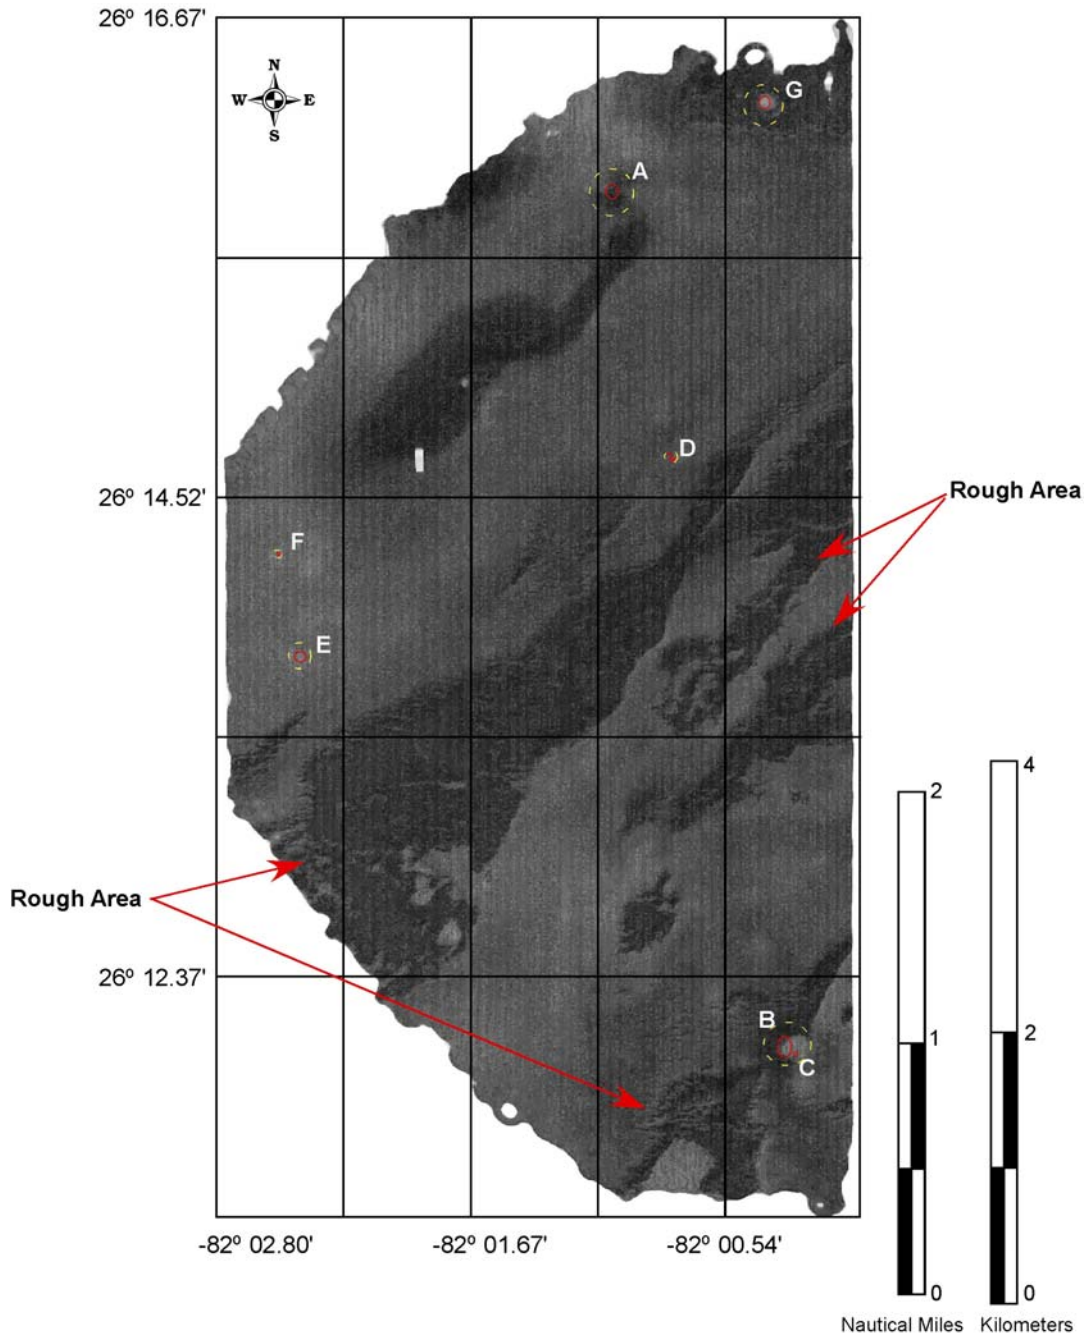 26º 16.67'
N
W E
S
G
A
D
26º 14.52'
Rough Area
F
E
4
2
Rough Area
26º 12.37'
B
1
2
C
0
0
-82º 02.80'
-82º 01.67'
-82º 00.54'
Nautical Miles
Kilometers